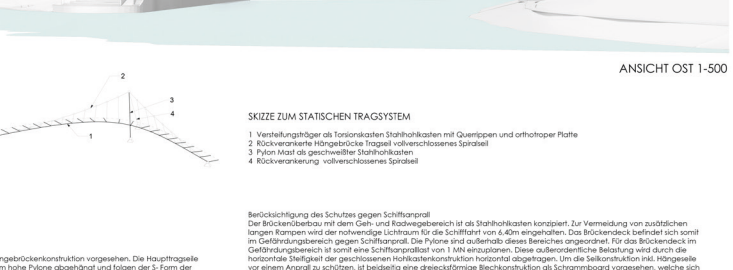 ANSICHT OST 1-500
2
3
4
1
SKIZZE ZUM STATISCHEN TRAGSYSTEM
1 Versteifungsträger als Torsionskasten Stahlhohlkasten mit Querrippen und orthotroper Platte
2 Rückverankerte Hängebrücke Tragseil vollverschlossenes Spiralseil
3 Pylon Mast als geschweißter Stahlhohlkasten
4 Rückverankerung vollverschlossenes Spiralseil
Berücksichtigung des Schutzes gegen Schiffsanprall
Der Brückenüberbau mit dem Geh- und Radwegebereich ist als Stahlhohlkasten konzipiert. Zur Vermeidung von zusätzlichen
langen Rampen wird der notwendige Lichtraum für die Schifffahrt von 6,40m eingehalten. Das Brückendeck befindet sich somit
im Gefährdungsbereich gegen Schiffsanprall. Die Pylone sind außerhalb dieses Bereiches angeordnet. Für das Brückendeck im
Gefährdungsbereich ist somit eine Schiffsanpralllast von 1 MN einzuplanen. Diese außerordentliche Belastung wird durch die
horizontale Steifigkeit der geschlossenen Hohlkastenkonstruktion horizontal abgetragen. Um die Seilkonstruktion inkl. Hängeseile
vor einem Anprall zu schützen, ist beidseitig eine dreiecksförmige Blechkonstruktion als Schrammboard vorgesehen, welche sich
ngebrückenkonstruktion vorgesehen. Die Haupttragseile
m hohe Pylone abgehängt und folgen der S- Form der